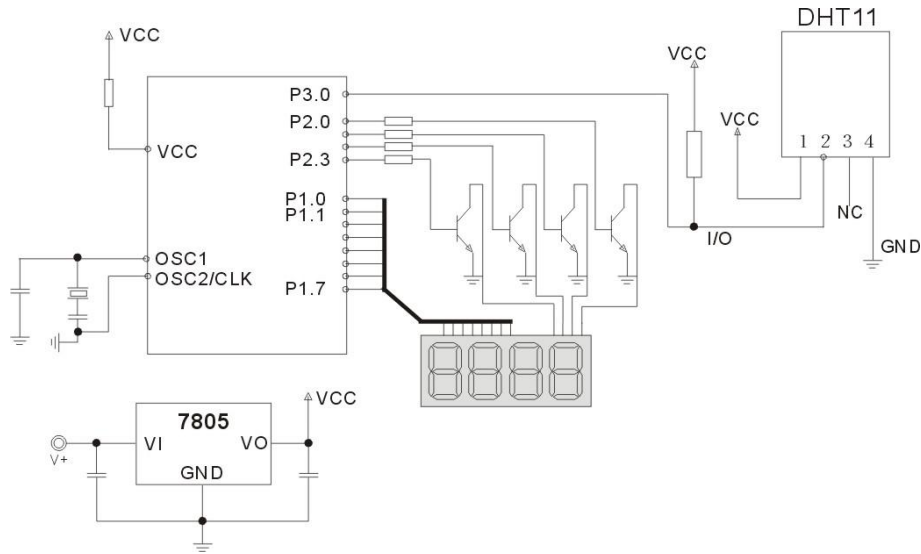 DHT11
VCC
VCC
VCC
1 2 3 4
NC
I/O
GND
P3.0
P2.0
P2.3
P1.0
P1.1
P1.7
VCC
OSC1
OSC2/CLK
VCC
7805
VI
VO
GND
V+